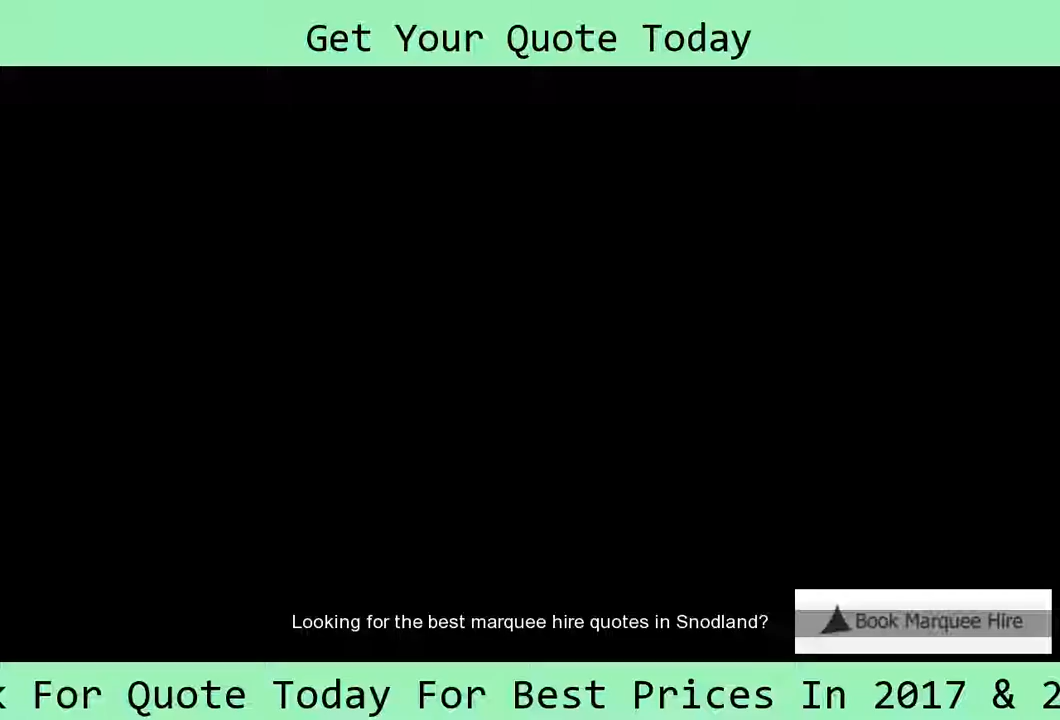 Get Your Quote Today
Looking for the best marquee hire quotes in Snodland?
Book Marquee Hire
For Quote Today For Best Prices In 2017 & 2